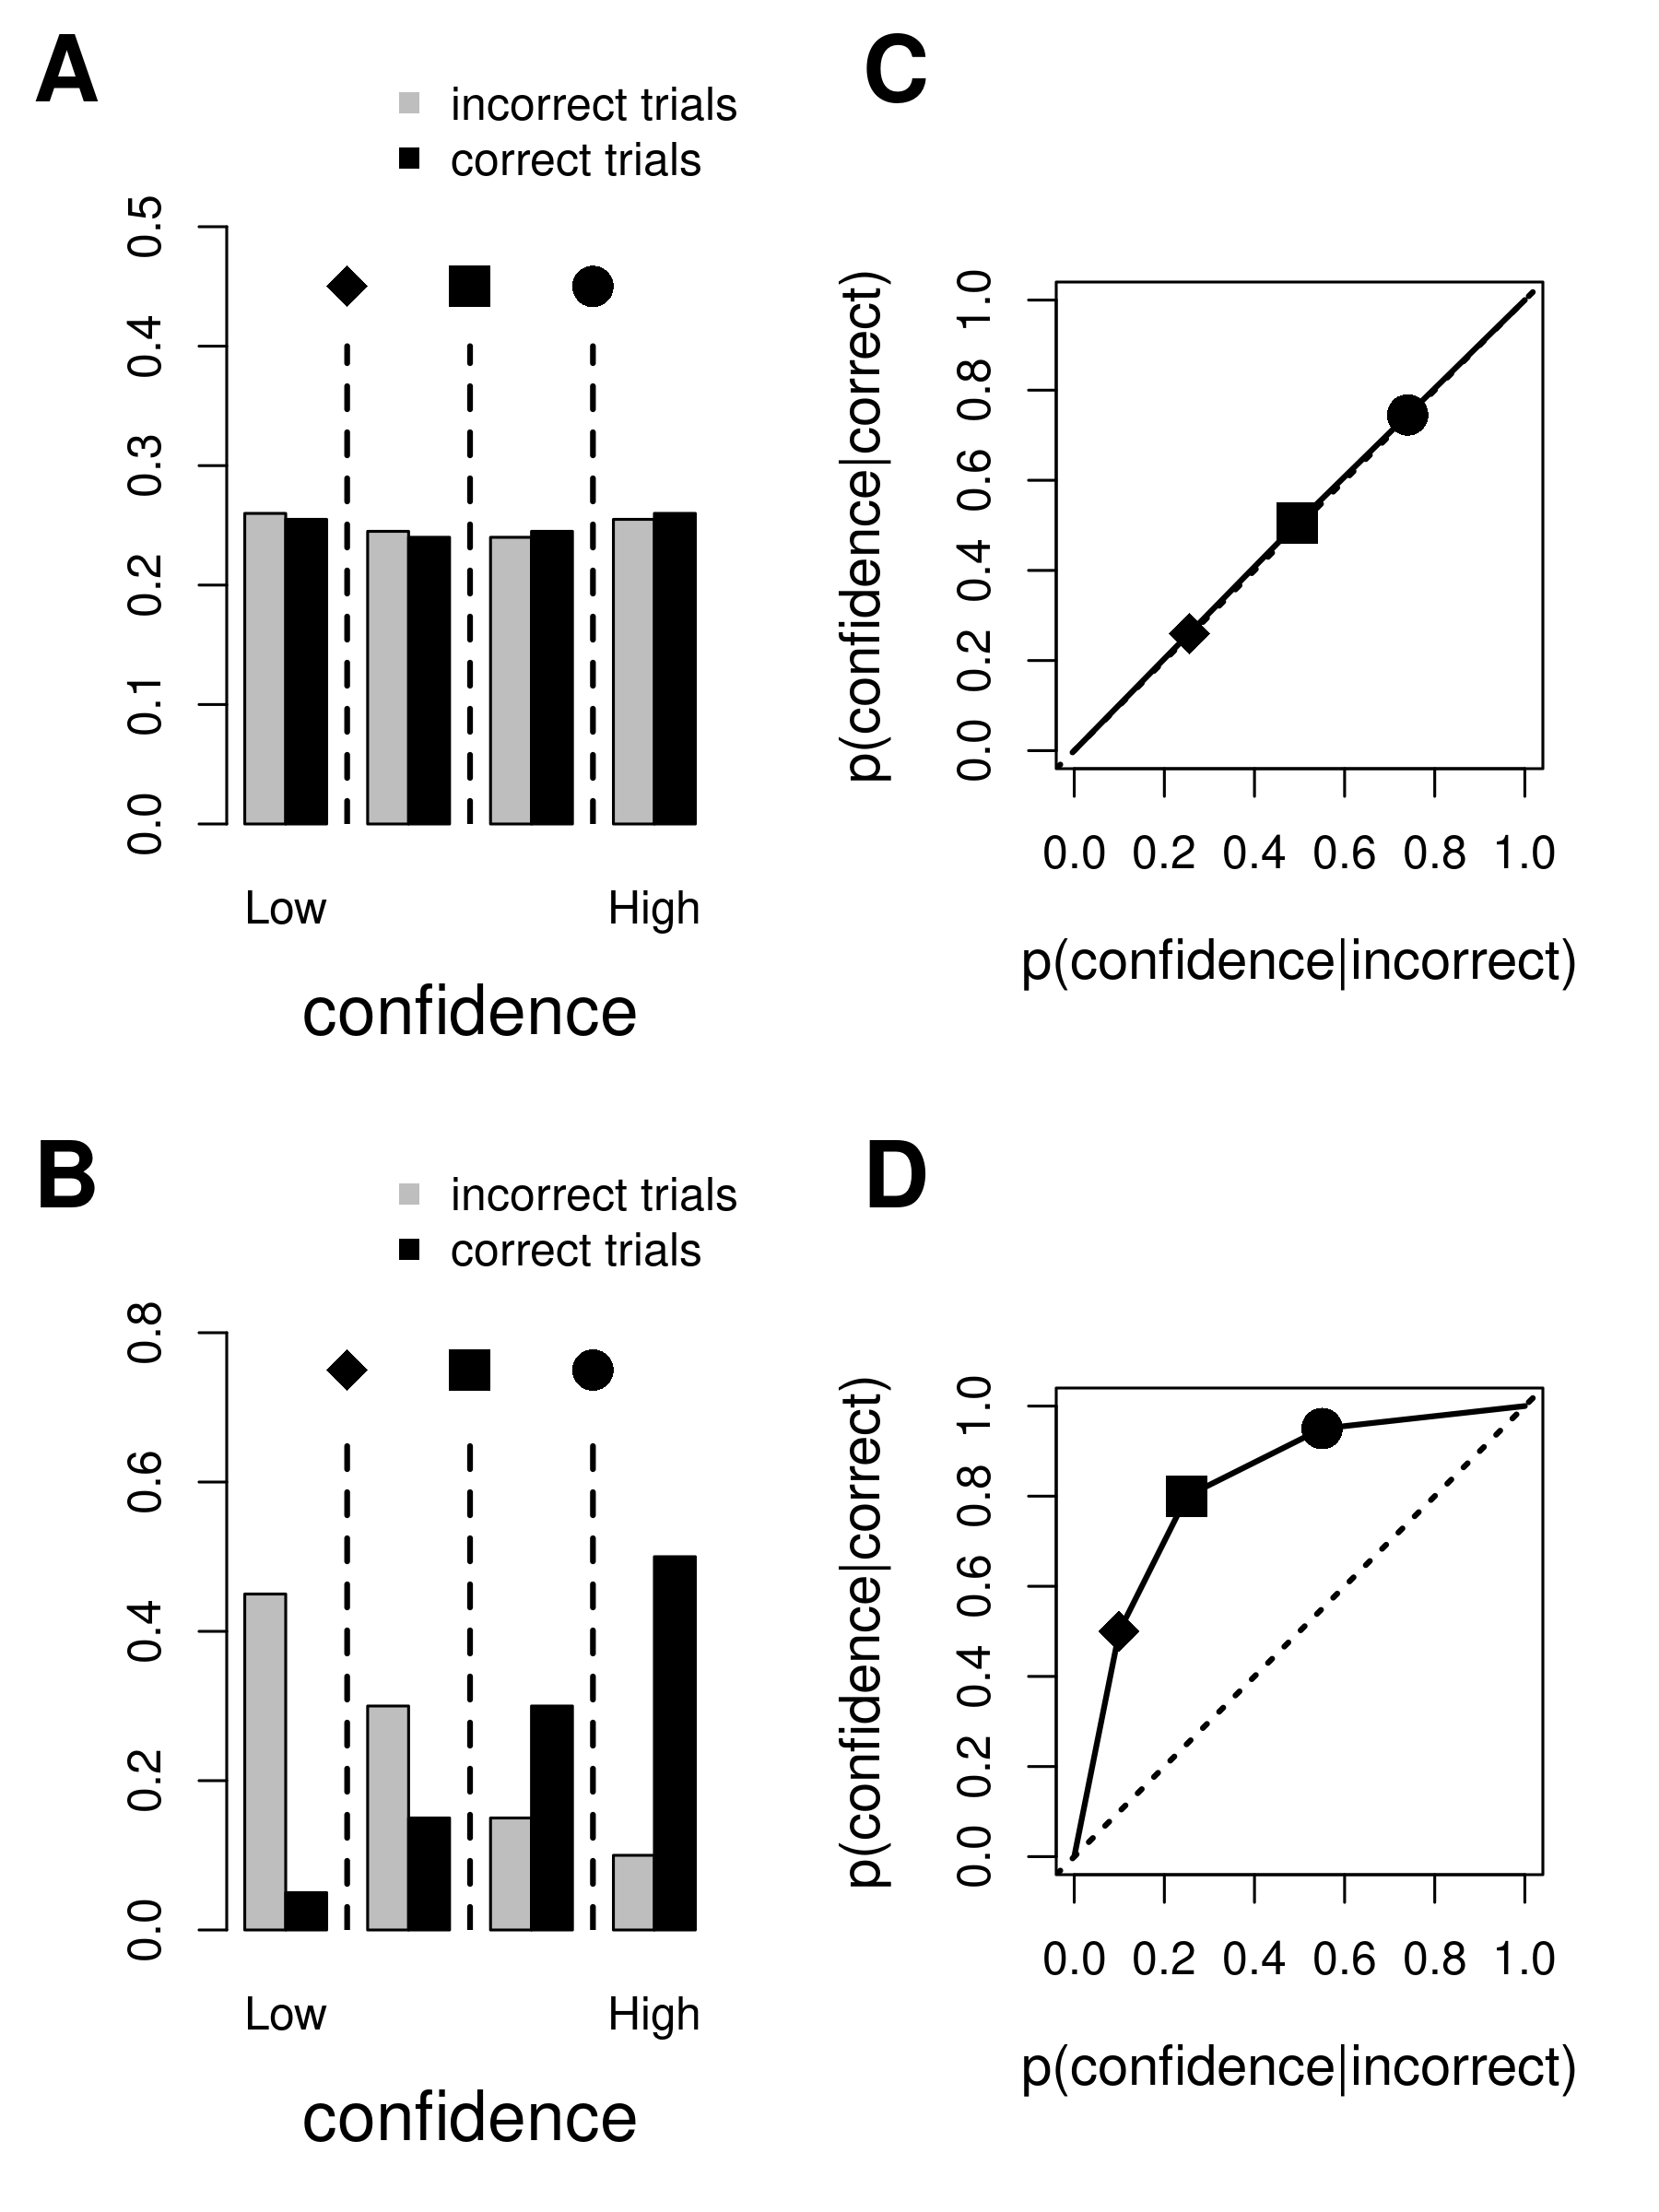 A
incorrect trials
correct trials
0.5
0.4
0.3
0.2
0.1
0.0
Low High
confidence
C
p(confidence|correct)
1.0
0.8
0.6
0.4
0.2
0.0
0.0 0.2 0.4 0.6 0.8 1.0
p(confidence|incorrect)
B
incorrect trials
correct trials
0.8
0.6
0.4
0.2
0.0
Low High
confidence
D
p(confidence|correct)
1.0
0.8
0.6
0.4
0.2
0.0
0.0 0.2 0.4 0.6 0.8 1.0
p(confidence|incorrect)